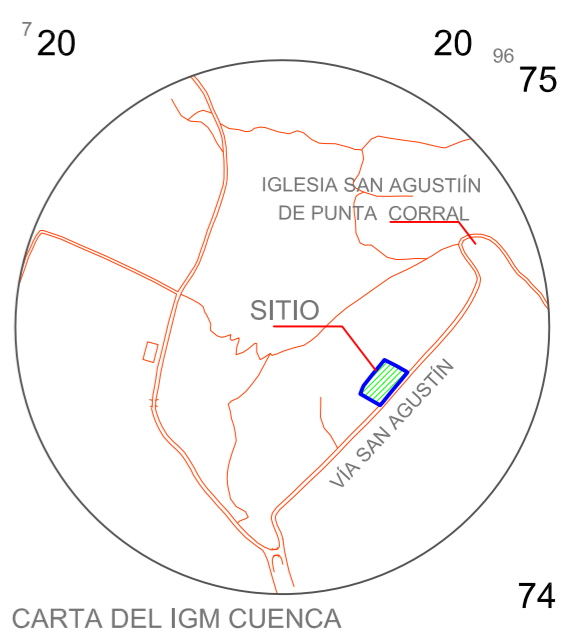 7 20
20
96 75
IGLESIA SAN AGUSTIÍN
DE PUNTA CORRAL
SITIO
VÍA SAN AGUSTÍN
74
CARTA DEL IGM CUENCA